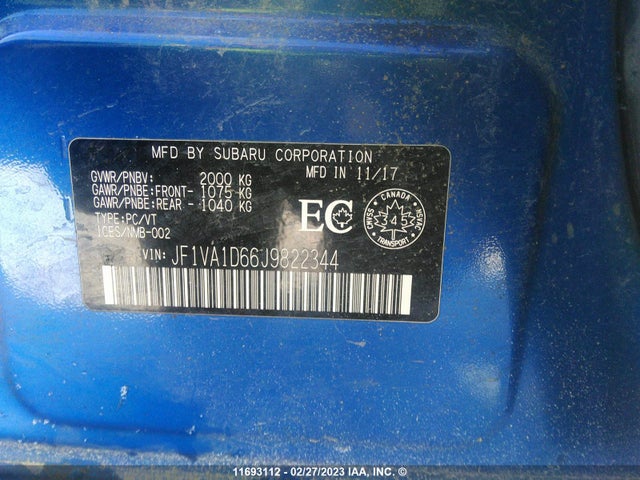 MFD BY SUBARU CORPORATION
GVWR/PNBV: 2000 KG MFD IN 11/17
GAWR/PNBE:FRONT- 1075 KG
GAWR/PNBE:REAR - 1040 KG
TYPE:PC/VT
ICES/NMB-002
EC
CANADA
CMVSS
NSVAC
4
TRANSPORT
VIN: JF1VA1D66J9822344
11693112 - 02/27/2023 IAA, INC. ©